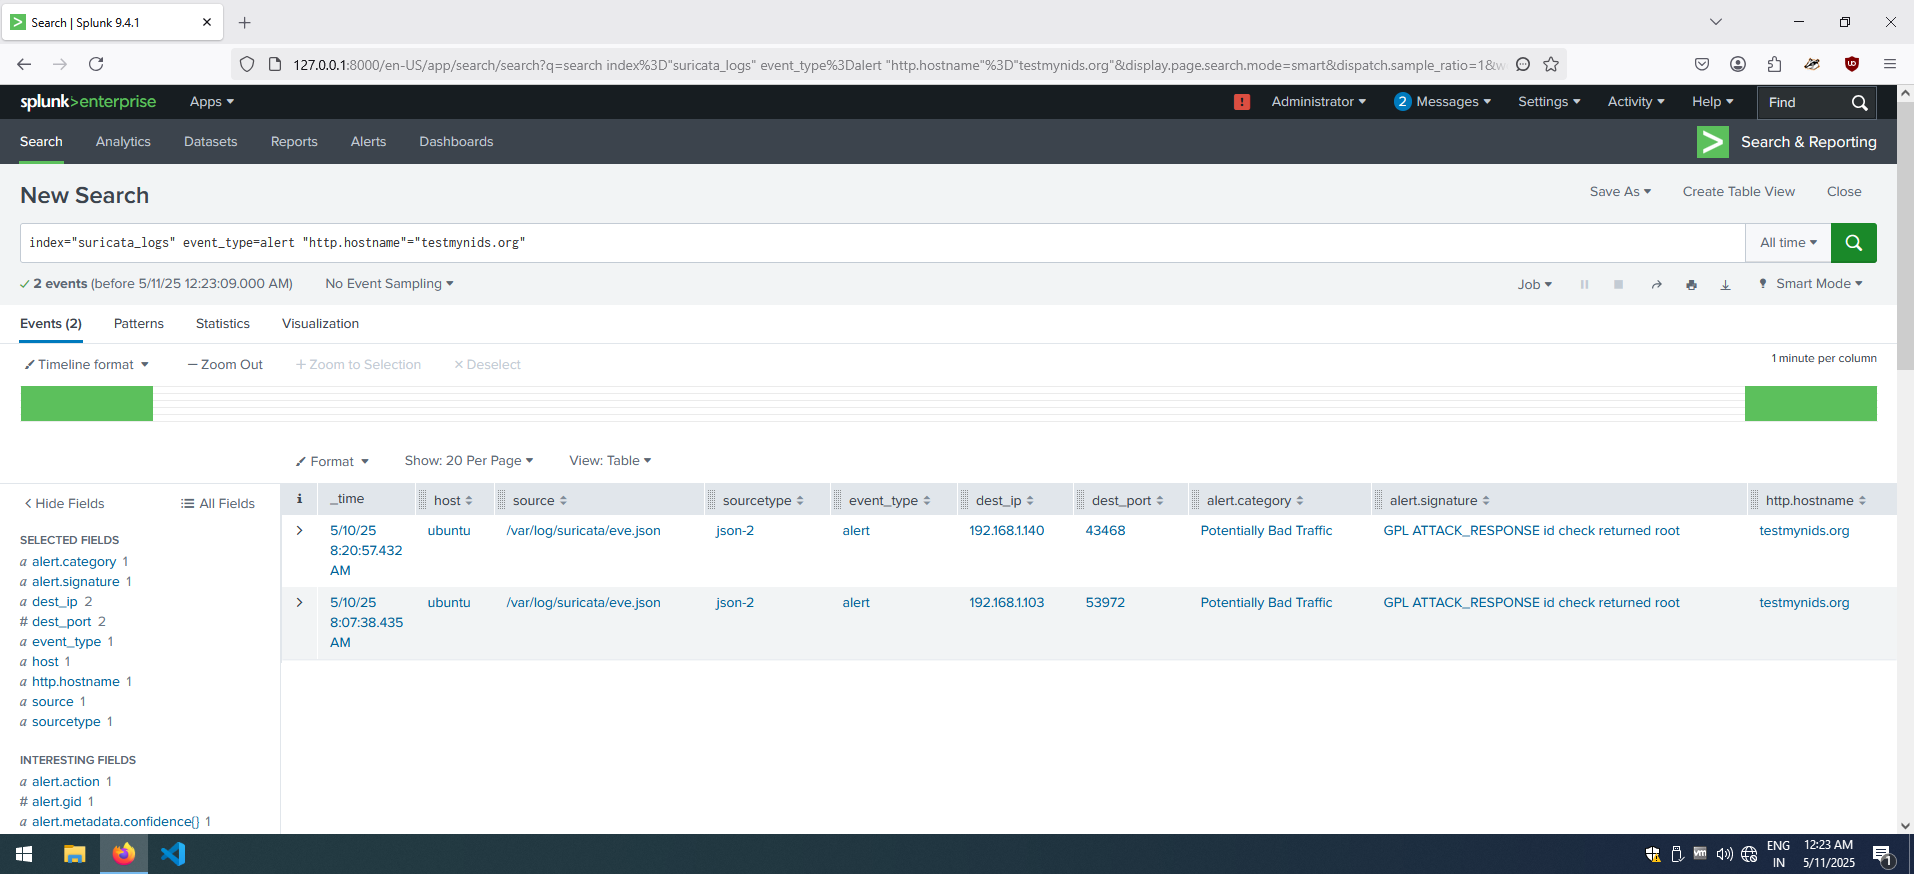 Search | Splunk 9.4.1
127.0.0.1:8000/en-US/app/search/search?q=search index%3D"suricata_logs" event_type%3Dalert "http.hostname"%3D"testmynids.org"&display.page.search.mode=smart&dispatch.sample_ratio=1&w
splunk>enterprise Apps Administrator 2 Messages Settings Activity Help Find
Search Analytics Datasets Reports Alerts Dashboards Search & Reporting
New Search Save As Create Table View Close
index="suricata_logs" event_type=alert "http.hostname"="testmynids.org" All time
2 events (before 5/11/25 12:23:09.000 AM) No Event Sampling Job Smart Mode
Events (2) Patterns Statistics Visualization
Timeline format — Zoom Out + Zoom to Selection × Deselect 1 minute per column
Format Show: 20 Per Page View: Table
< Hide Fields All Fields
i _time host source sourcetype event_type dest_ip dest_port alert.category alert.signature http.hostname
> 5/10/25 ubuntu /var/log/suricata/eve.json json-2 alert 192.168.1.140 43468 Potentially Bad Traffic GPL ATTACK_RESPONSE id check returned root testmynids.org
8:20:57.432
AM
> 5/10/25 ubuntu /var/log/suricata/eve.json json-2 alert 192.168.1.103 53972 Potentially Bad Traffic GPL ATTACK_RESPONSE id check returned root testmynids.org
8:07:38.435
AM
SELECTED FIELDS
a alert.category 1
a alert.signature 1
a dest_ip 2
# dest_port 2
a event_type 1
a host 1
a http.hostname 1
a source 1
a sourcetype 1
INTERESTING FIELDS
a alert.action 1
# alert.gid 1
a alert.metadata.confidence{} 1
ENG
IN
12:23 AM
5/11/2025
1